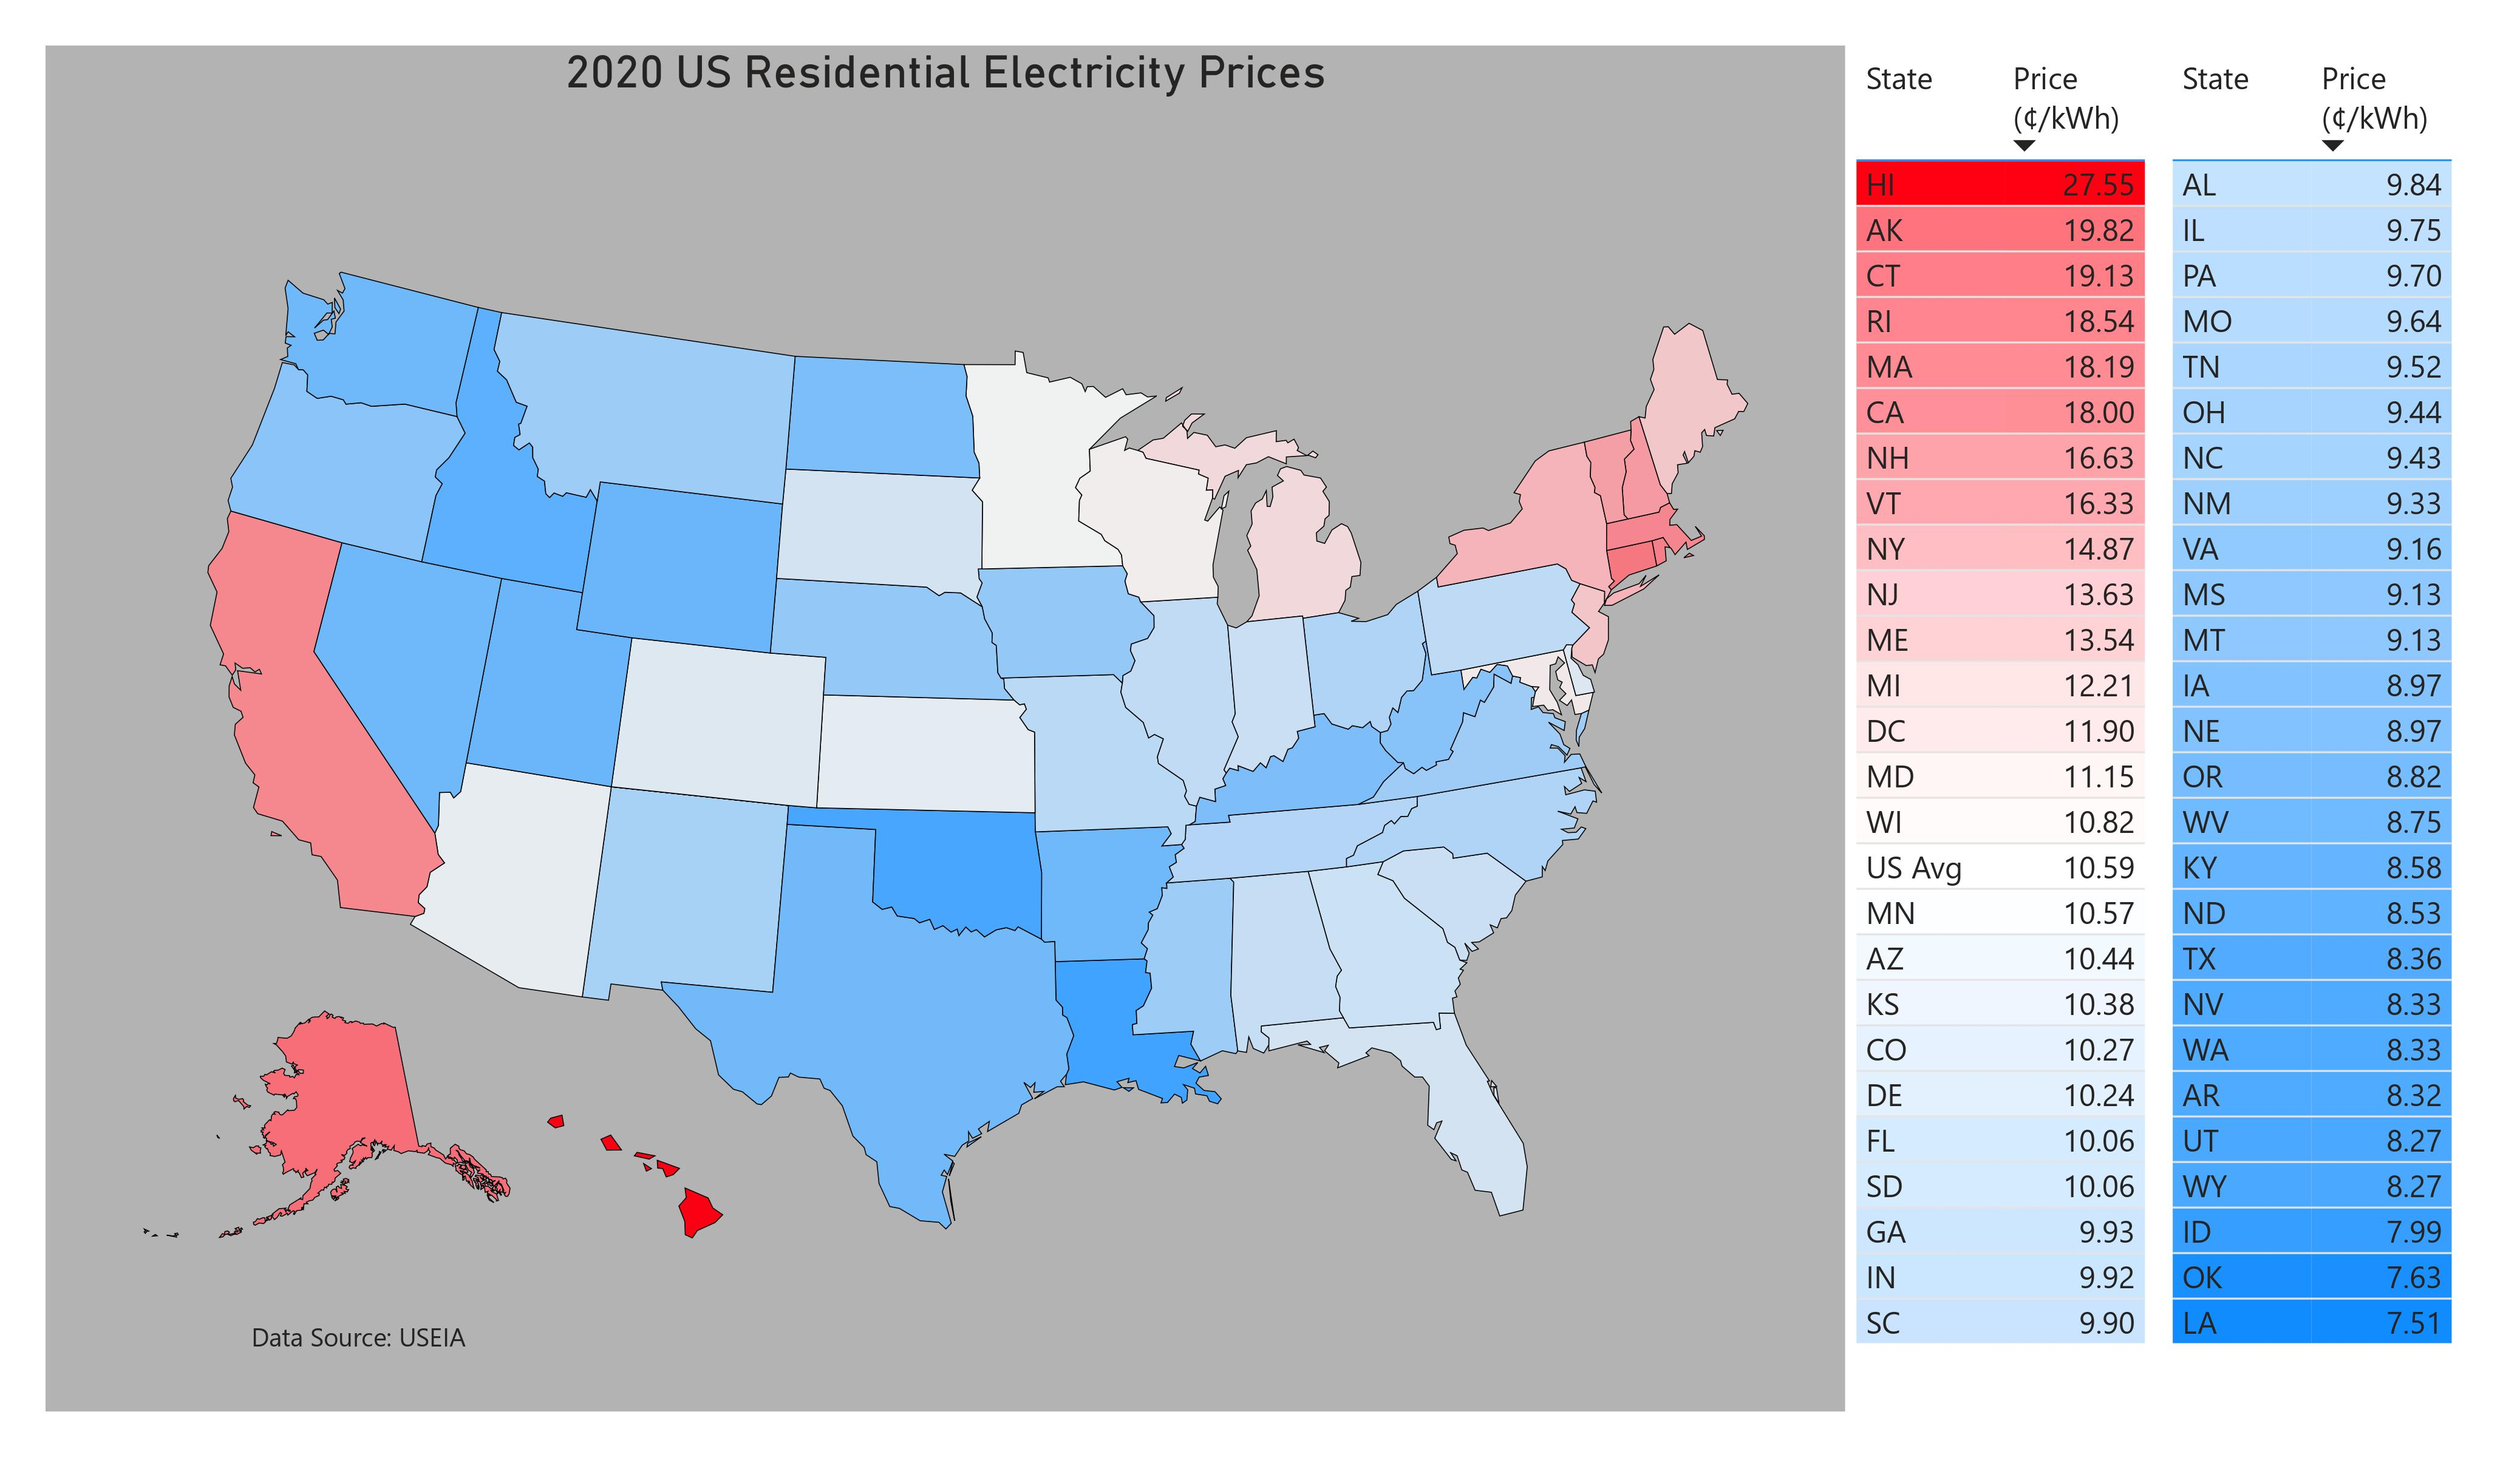 2020 US Residential Electricity Prices
Data Source: USEIA
State Price
(¢/kWh)
HI 27.55
AK 19.82
CT 19.13
RI 18.54
MA 18.19
CA 18.00
NH 16.63
VT 16.33
NY 14.87
NJ 13.63
ME 13.54
MI 12.21
DC 11.90
MD 11.15
WI 10.82
US Avg 10.59
MN 10.57
AZ 10.44
KS 10.38
CO 10.27
DE 10.24
FL 10.06
SD 10.06
GA 9.93
IN 9.92
SC 9.90
State Price
(¢/kWh)
AL 9.84
IL 9.75
PA 9.70
MO 9.64
TN 9.52
OH 9.44
NC 9.43
NM 9.33
VA 9.16
MS 9.13
MT 9.13
IA 8.97
NE 8.97
OR 8.82
WV 8.75
KY 8.58
ND 8.53
TX 8.36
NV 8.33
WA 8.33
AR 8.32
UT 8.27
WY 8.27
ID 7.99
OK 7.63
LA 7.51